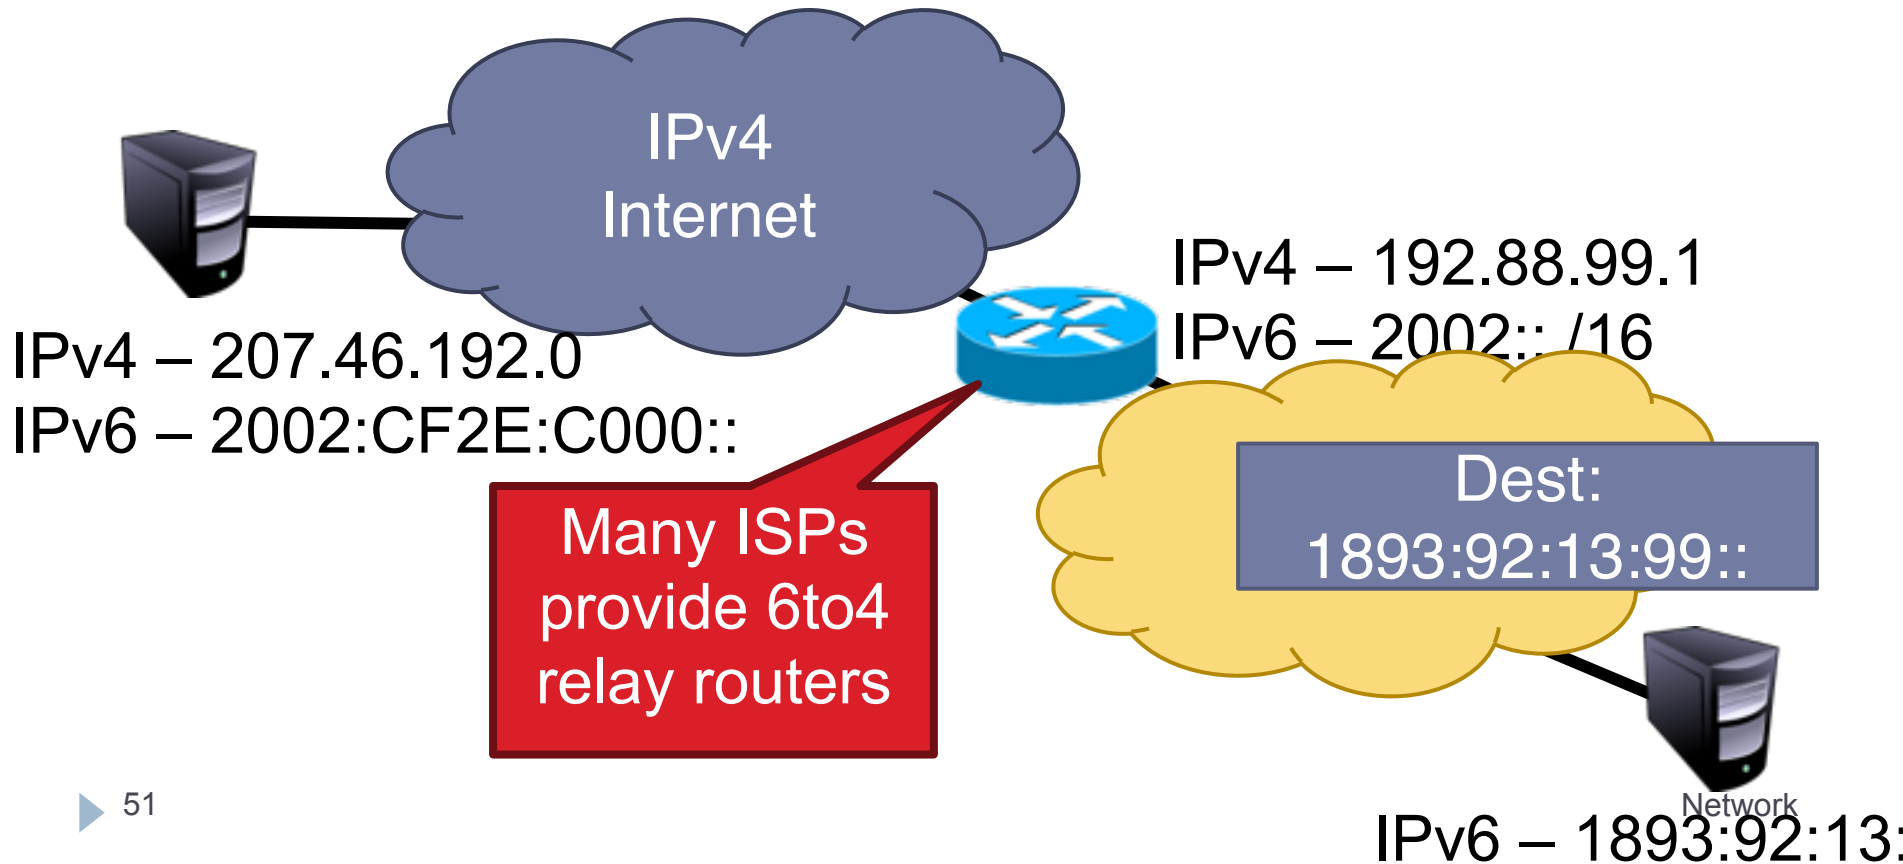 IPv4
Internet
IPv4 – 192.88.99.1
IPv6 – 2002:: /16
IPv4 – 207.46.192.0
IPv6 – 2002:CF2E:C000::
Many ISPs
provide 6to4
relay routers
Dest:
1893:92:13:99::
51
Network
IPv6 – 1893:92:13: